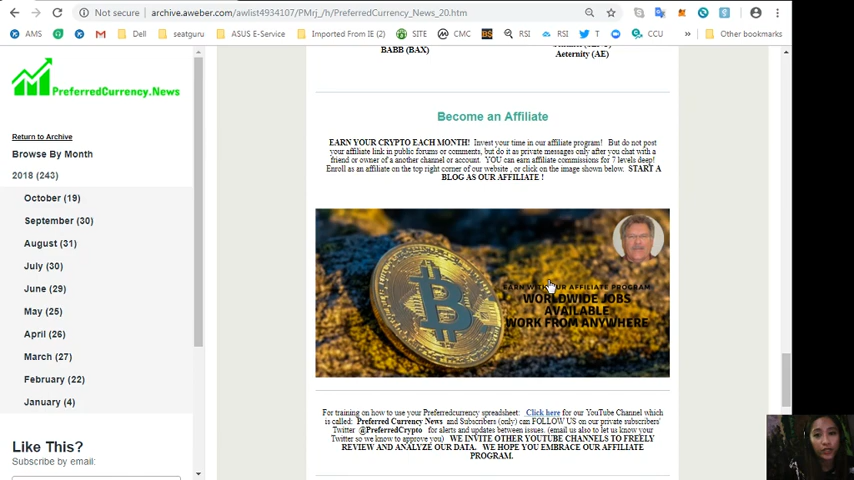 Not secure
archive.aweber.com/awlist4934107/PMrj_/h/PreferredCurrency_News_20.htm
AMS
Dell
seatguru
ASUS E-Service
Imported From IE (2)
SITE
CMC
RSI
RSI
T
CCU
Other bookmarks
PreferredCurrency.News
Return to Archive
Browse By Month
2018 (243)
October (19)
September (30)
August (31)
July (30)
June (29)
May (25)
April (26)
March (27)
February (22)
January (4)
Like This?
Subscribe by email:
BABB (BAX)
Aeternity (AE)
Become an Affiliate
EARN YOUR CRYPTO EACH MONTH! Invest your time in our affiliate program! But do not post
your affiliate link in public forums or comments, but do it as private messages only after you chat with a
friend or owner of a another channel or account. YOU can earn affiliate commissions for 7 levels deep!
Enroll as an affiliate on the top right corner of our website , or click on the image shown below. START A
BLOG AS OUR AFFILIATE !
EARN WITH OUR AFFILIATE PROGRAM
WORLDWIDE JOBS
AVAILABLE
WORK FROM ANYWHERE
For training on how to use your Preferredcurrency spreadsheet: Click here for our YouTube Channel which
is called: Preferred Currency News and Subscribers (only) can FOLLOW US on our private subscribers'
Twitter @PreferredCrypto for alerts and updates between issues. (email us also to let us know your
Twitter so we know to approve you) WE INVITE OTHER YOUTUBE CHANNELS TO FREELY
REVIEW AND ANALYZE OUR DATA. WE HOPE YOU EMBRACE OUR AFFILIATE
PROGRAM.